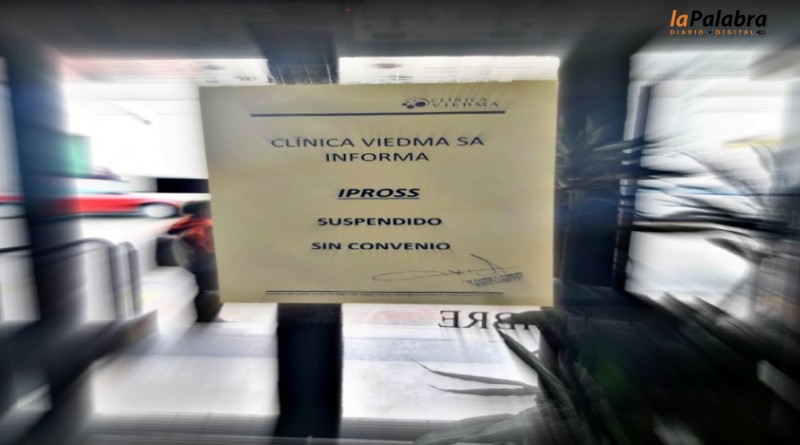 laPalabra
DIARIO • DIGITAL
CLÍNICA
VIEDMA
CLÍNICA VIEDMA SA
INFORMA
IPROSS
SUSPENDIDO
SIN CONVENIO